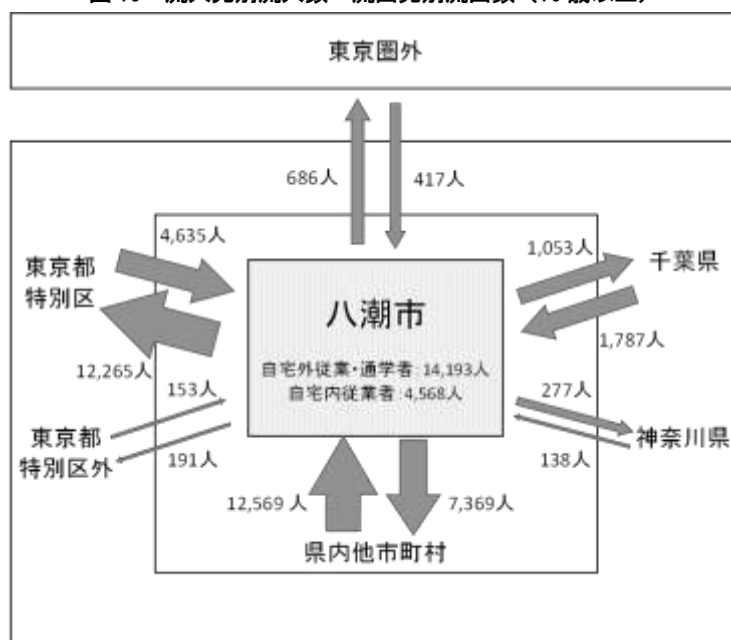 東京圏外
686人
417人
4,635人
1,053人
東京都
特別区
千葉県
八潮市
自宅外従業・通学者: 14,193人
自宅内従業者: 4,568人
1,787人
12,265人
153人
277人
東京都
特別区外
神奈川県
191人
138人
12,569 人
7,369人
県内他市町村